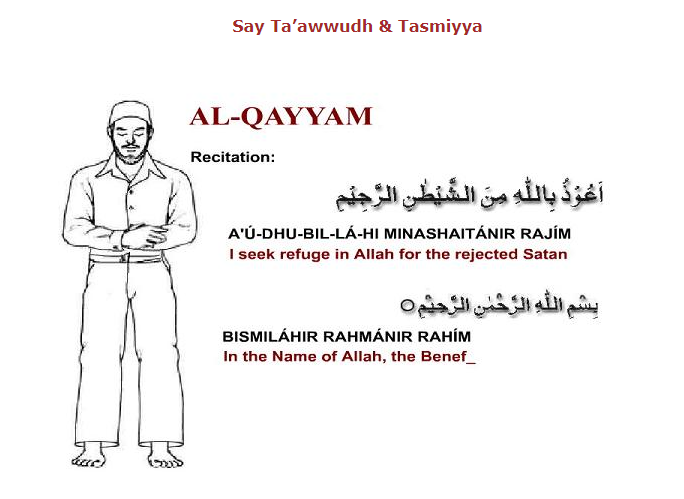 Say Ta’awwudh & Tasmiyya
AL-QAYYAM
Recitation:
اَعُوْذُ بِاللّٰهِ مِنَ الشَّيْطٰنِ الرَّجِيْمِ
A'Ú-DHU-BIL-LÁ-HI MINASHAITÁNIR RAJÍM
I seek refuge in Allah for the rejected Satan
بِسْمِ اللّٰهِ الرَّحْمٰنِ الرَّحِيْمِ○
BISMILÁHIR RAHMÁNIR RAHÍM
In the Name of Allah, the Benef_